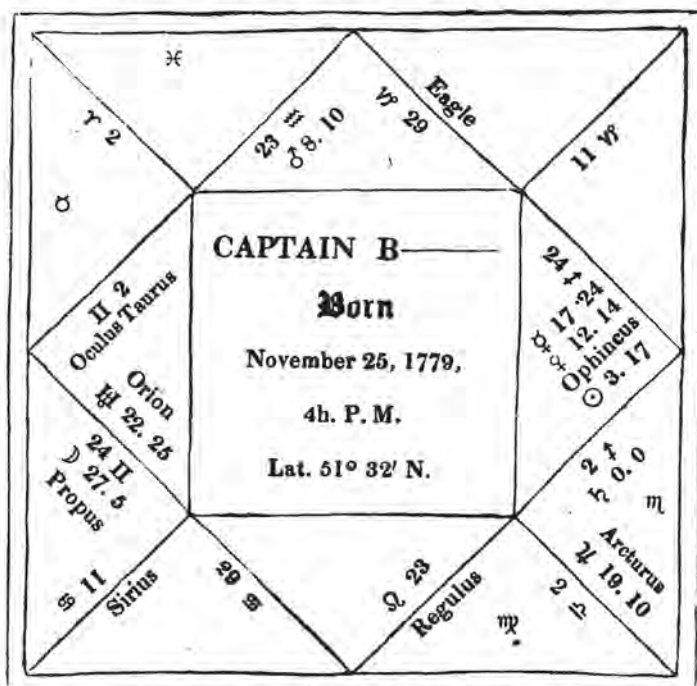 ♓
♈ 2
23 ♒
♂ 8. 10
♑ 29
Eagle
11 ♑
♉
CAPTAIN B——
Born
November 25, 1779,
4h. P. M.
Lat. 51° 32′ N.
♊ 2
Oculus Taurus
Orion
♅ 22. 25
24 ♐
☿ 17. 24
♀ 12. 14
Ophineus
☉ 3. 17
24 ♊
☽ 27. 5
Propus
♋ 11
Sirius
29 ♋
♌ 23
Regulus
♍
2 ♎
2 ♐
♄ 0. 0
♏
Arcturus
♃ 19. 10